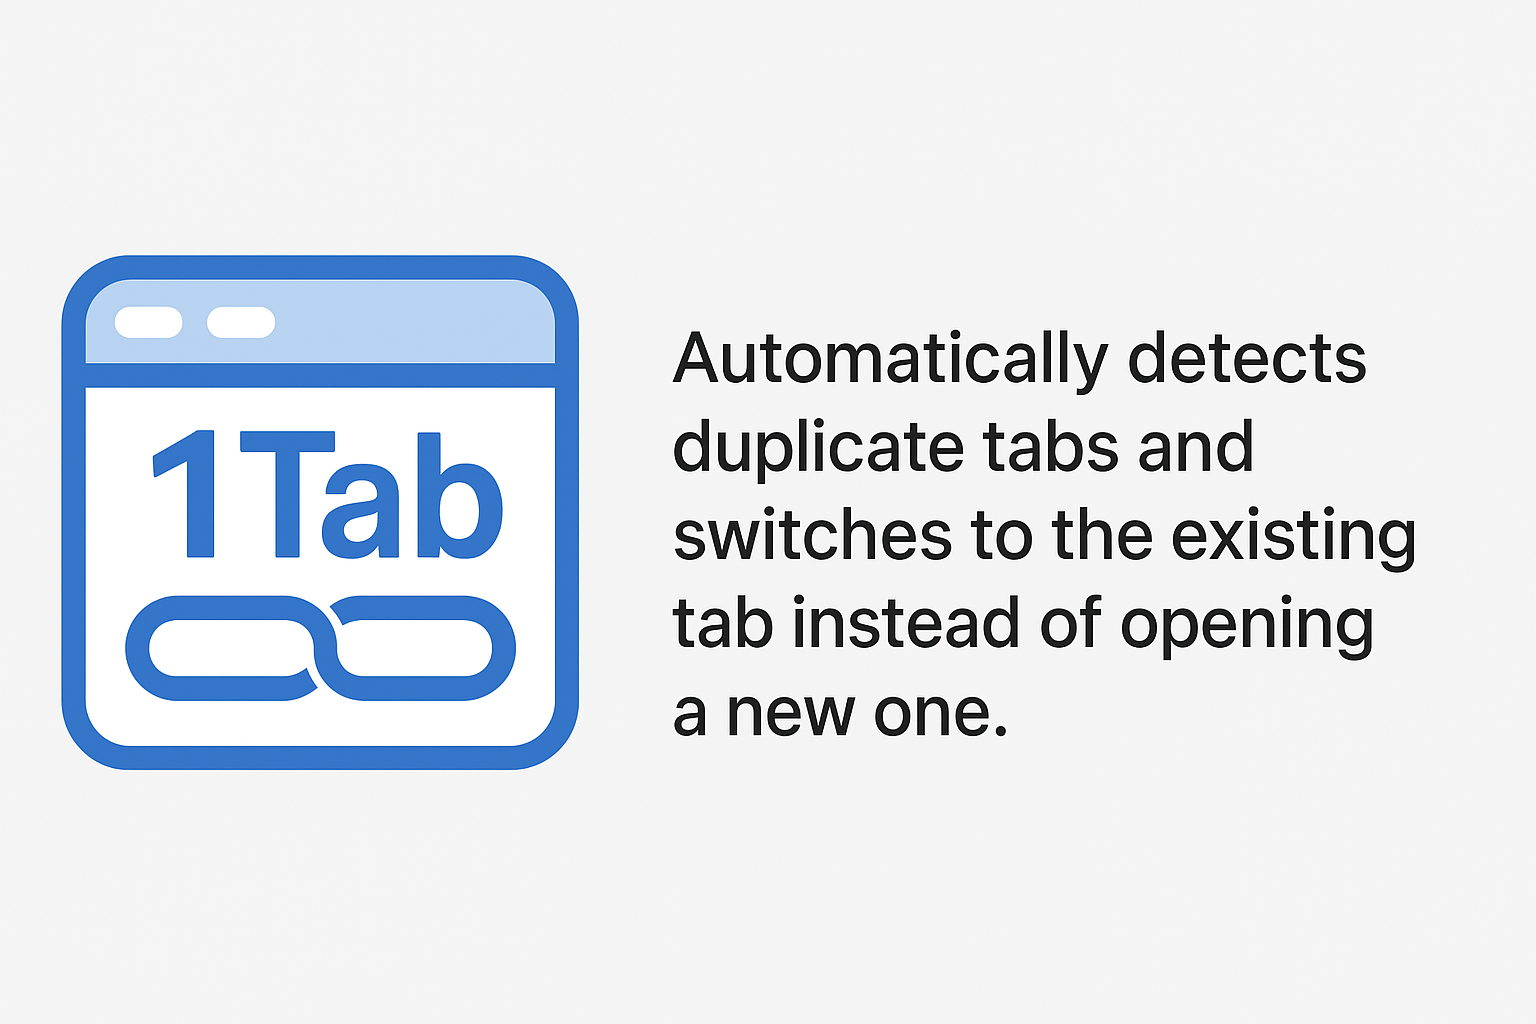 1Tab
Automatically detects
duplicate tabs and
switches to the existing
tab instead of opening
a new one.